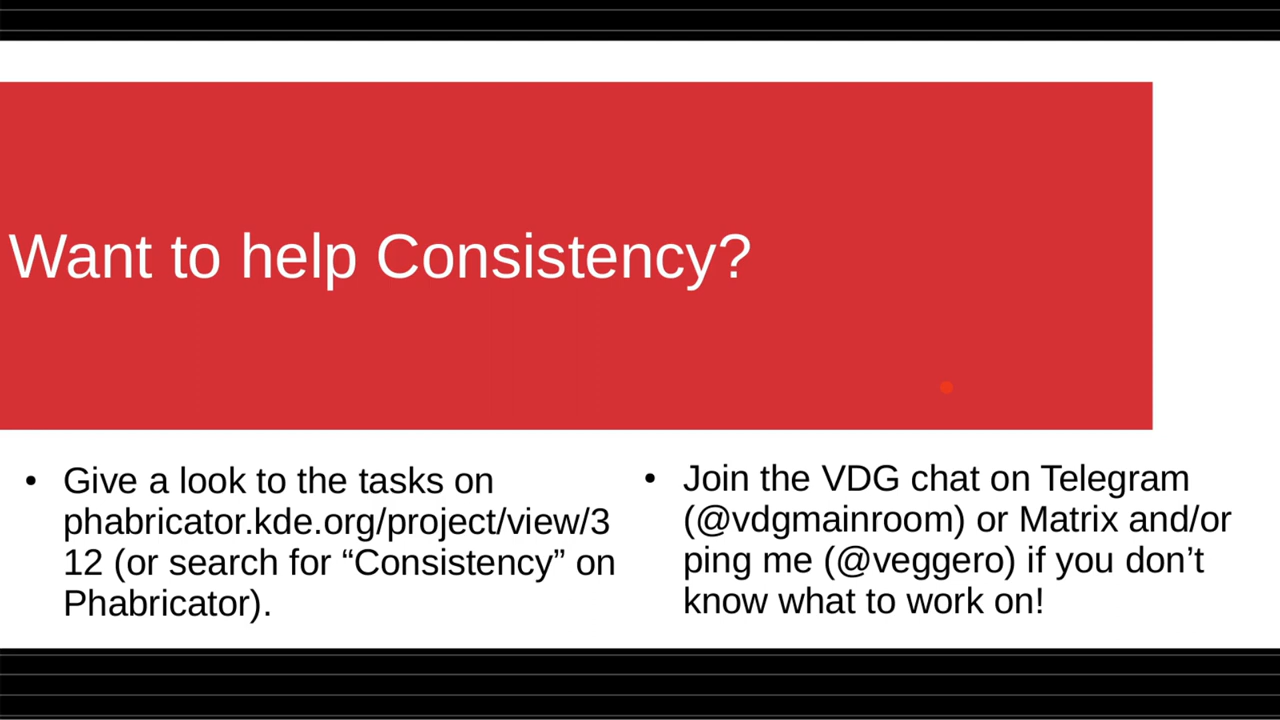 Want to help Consistency?
• Give a look to the tasks on
phabricator.kde.org/project/view/3
12 (or search for “Consistency” on
Phabricator).
• Join the VDG chat on Telegram
(@vdgmainroom) or Matrix and/or
ping me (@veggero) if you don’t
know what to work on!